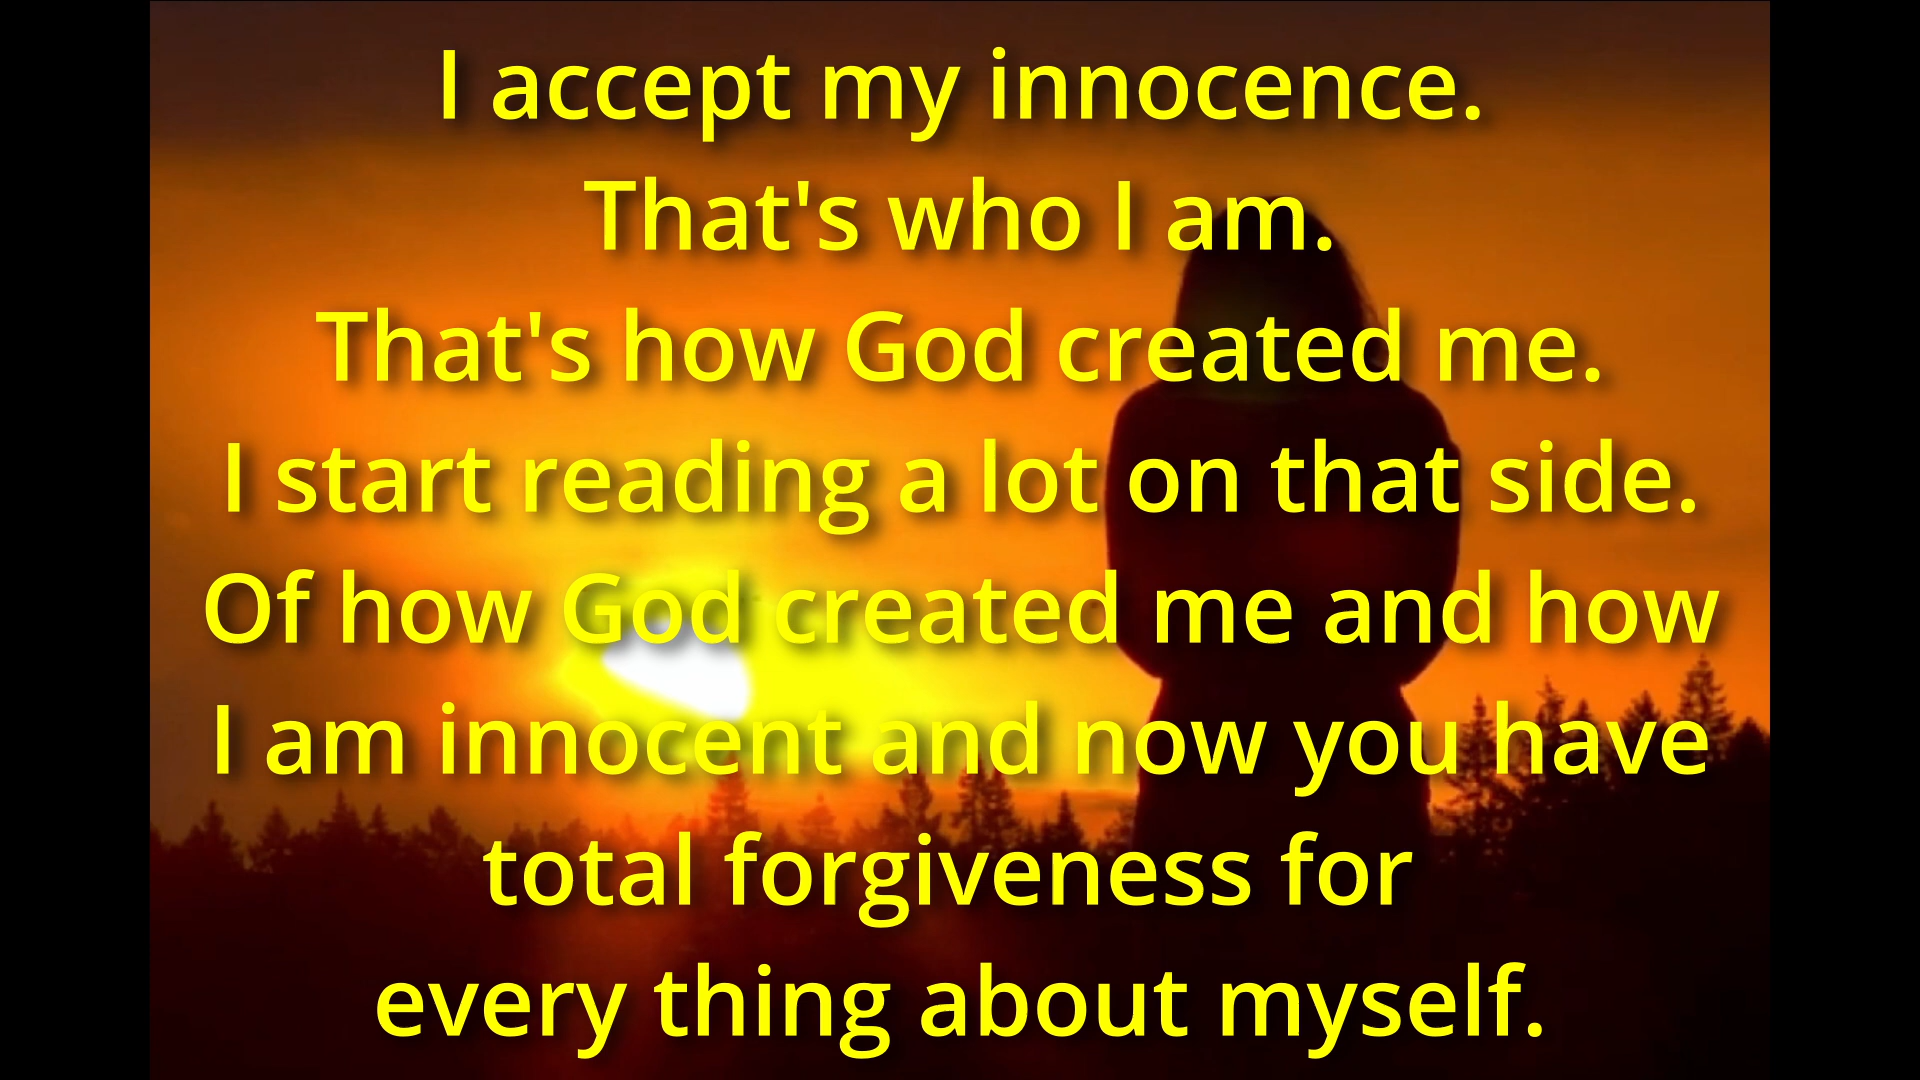 I accept my innocence.
That's who I am.
That's how God created me.
I start reading a lot on that side.
Of how God created me and how
I am innocent and now you have
total forgiveness for
every thing about myself.